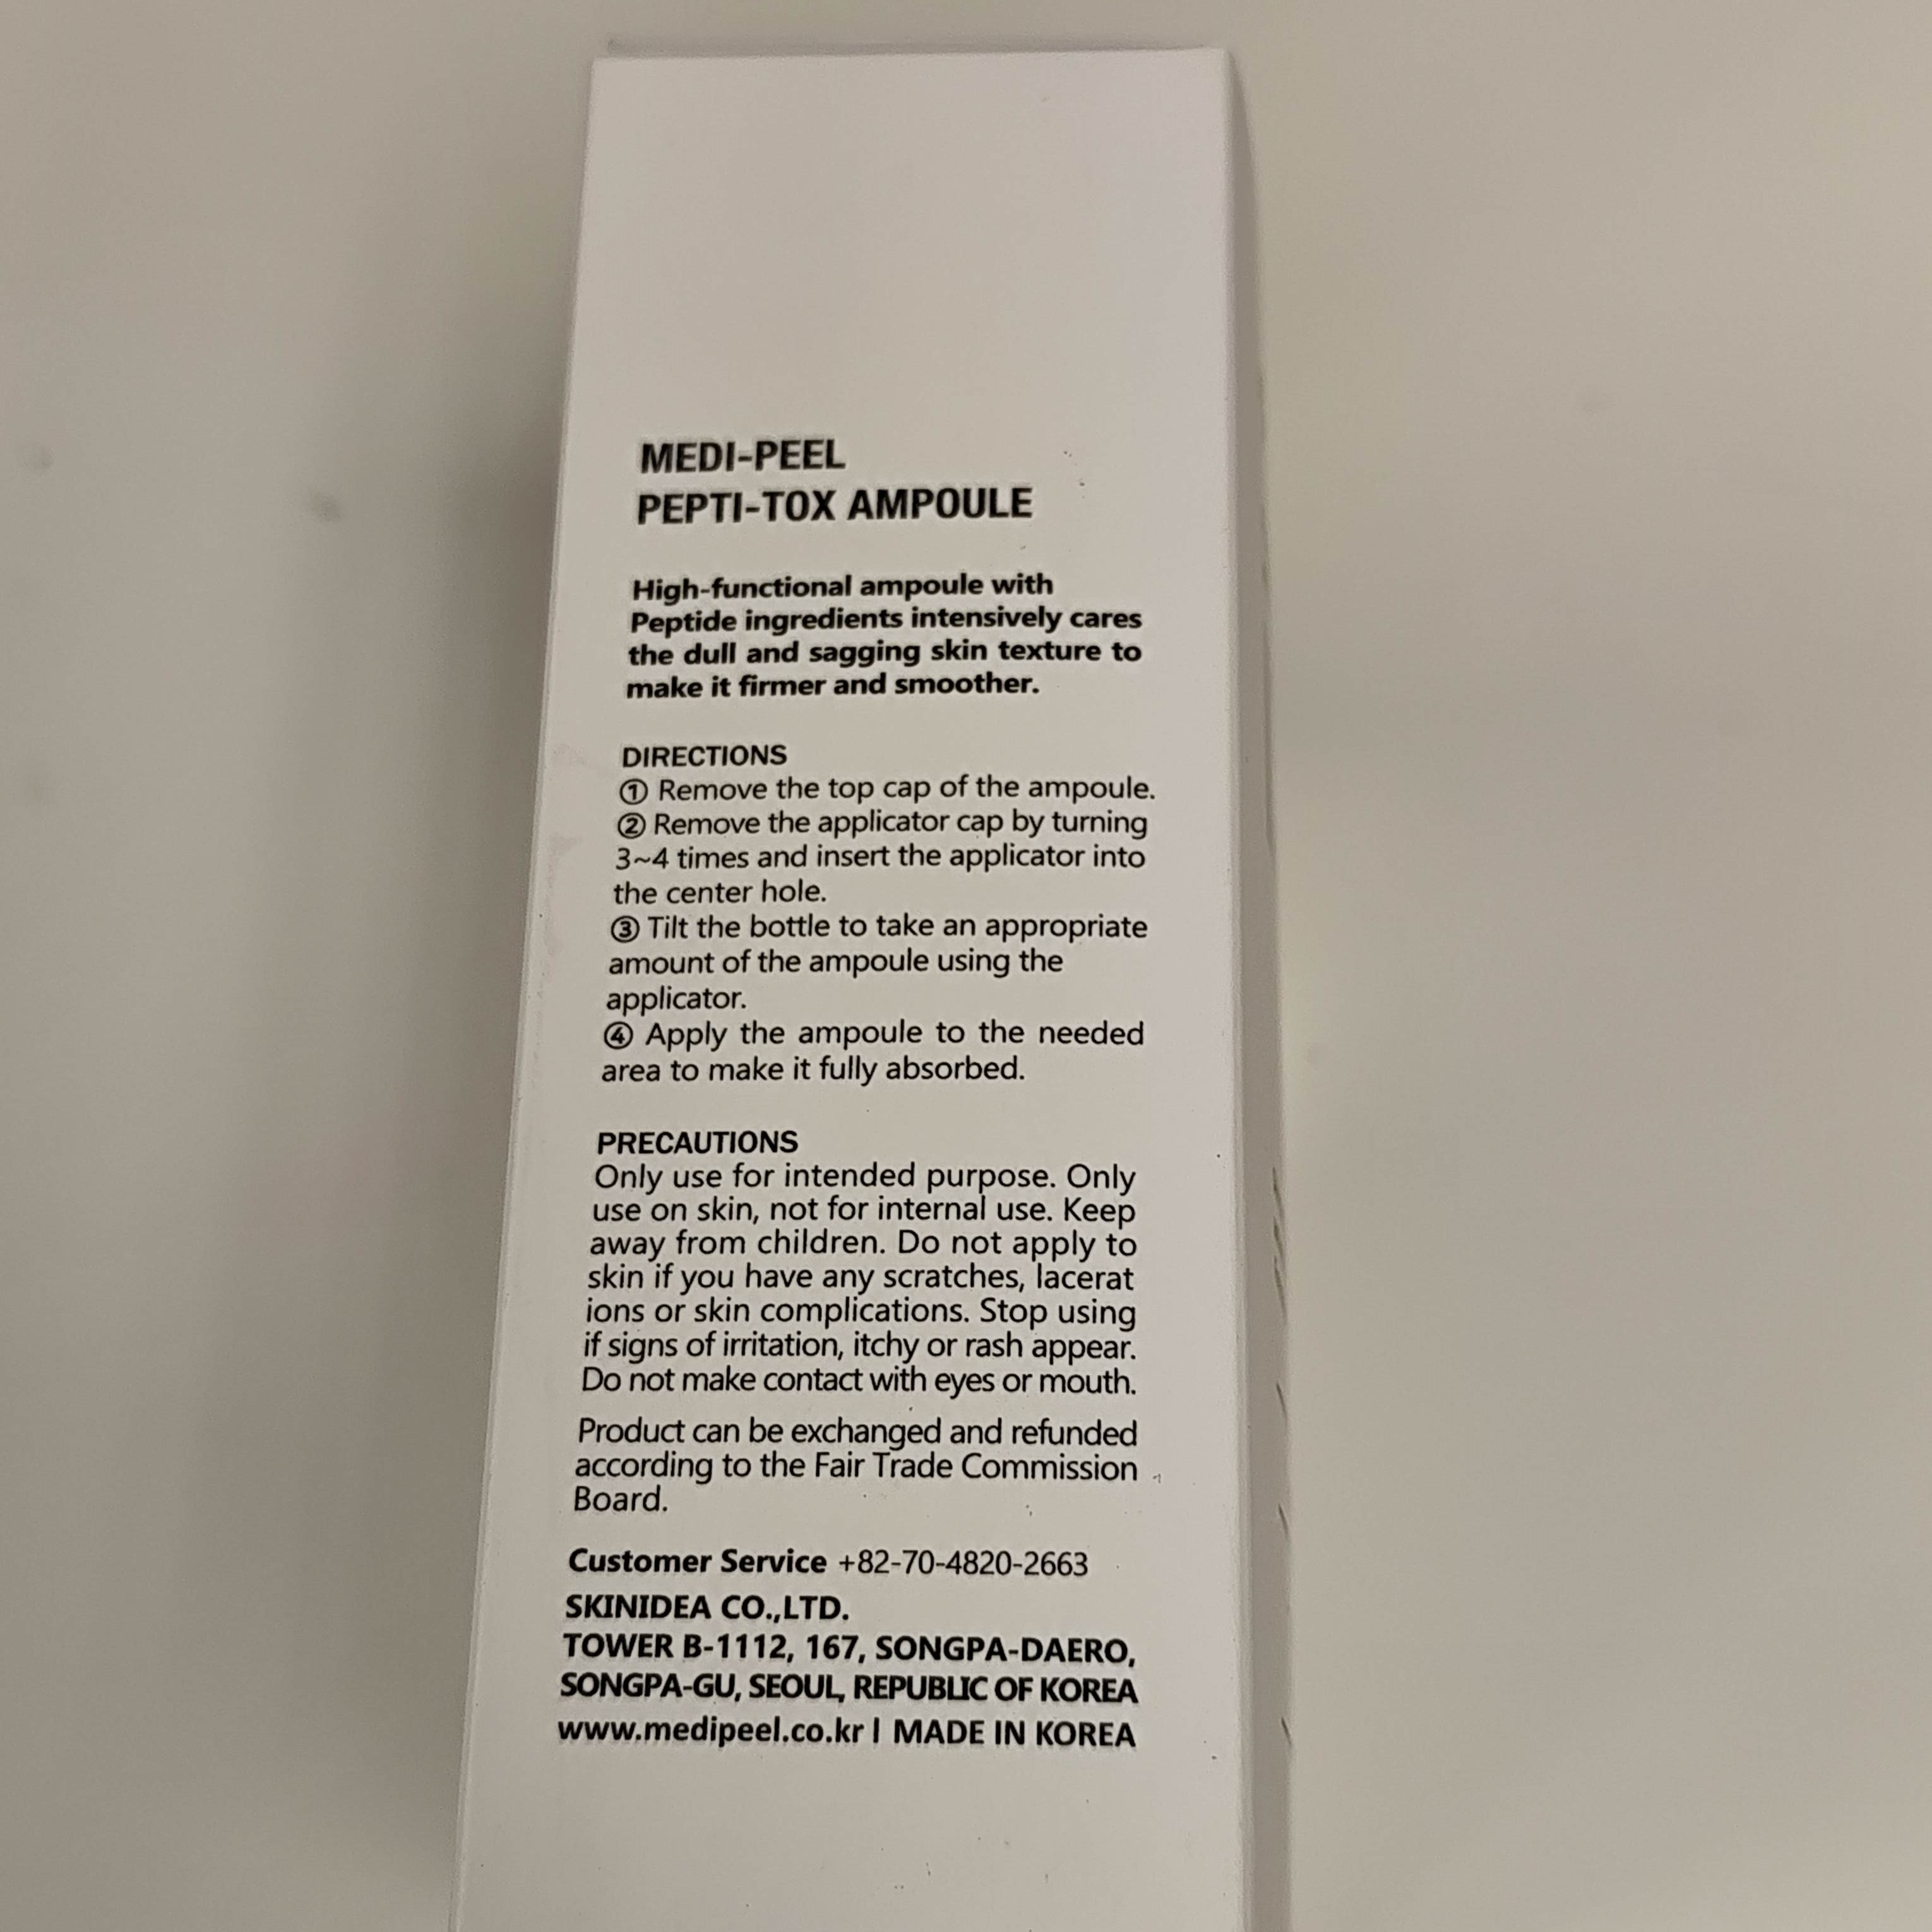 MEDI-PEEL
PEPTI-TOX AMPOULE
High-functional ampoule with
Peptide ingredients intensively cares
the dull and sagging skin texture to
make it firmer and smoother.
DIRECTIONS
① Remove the top cap of the ampoule.
② Remove the applicator cap by turning
3~4 times and insert the applicator into
the center hole.
③ Tilt the bottle to take an appropriate
amount of the ampoule using the
applicator.
④ Apply the ampoule to the needed
area to make it fully absorbed.
PRECAUTIONS
Only use for intended purpose. Only
use on skin, not for internal use. Keep
away from children. Do not apply to
skin if you have any scratches, lacerat
ions or skin complications. Stop using
if signs of irritation, itchy or rash appear.
Do not make contact with eyes or mouth.
Product can be exchanged and refunded
according to the Fair Trade Commission
Board.
Customer Service +82-70-4820-2663
SKINIDEA CO.,LTD.
TOWER B-1112, 167, SONGPA-DAERO,
SONGPA-GU, SEOUL, REPUBLIC OF KOREA
www.medipeel.co.kr l MADE IN KOREA